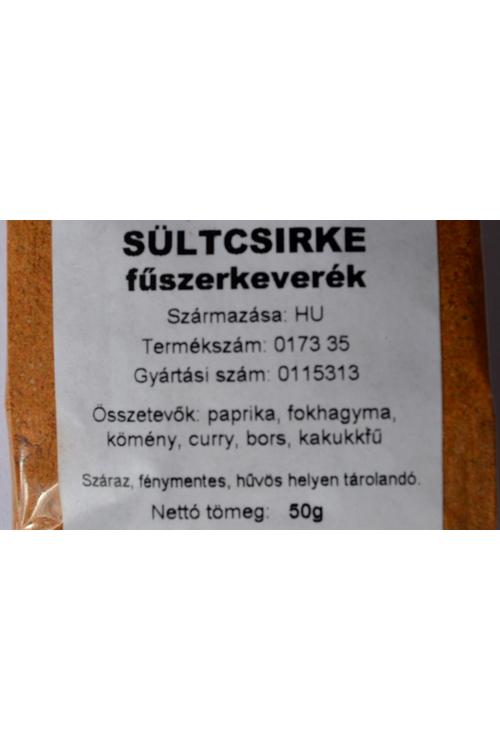 SÜLTCSIRKE
fűszerkeverék
Származása: HU
Termékszám: 0173 35
Gyártási szám: 0115313
Összetevők: paprika, fokhagyma,
kömény, curry, bors, kakukkfű
Száraz, fénymentes, hűvös helyen tárolandó.
Nettó tömeg: 50g